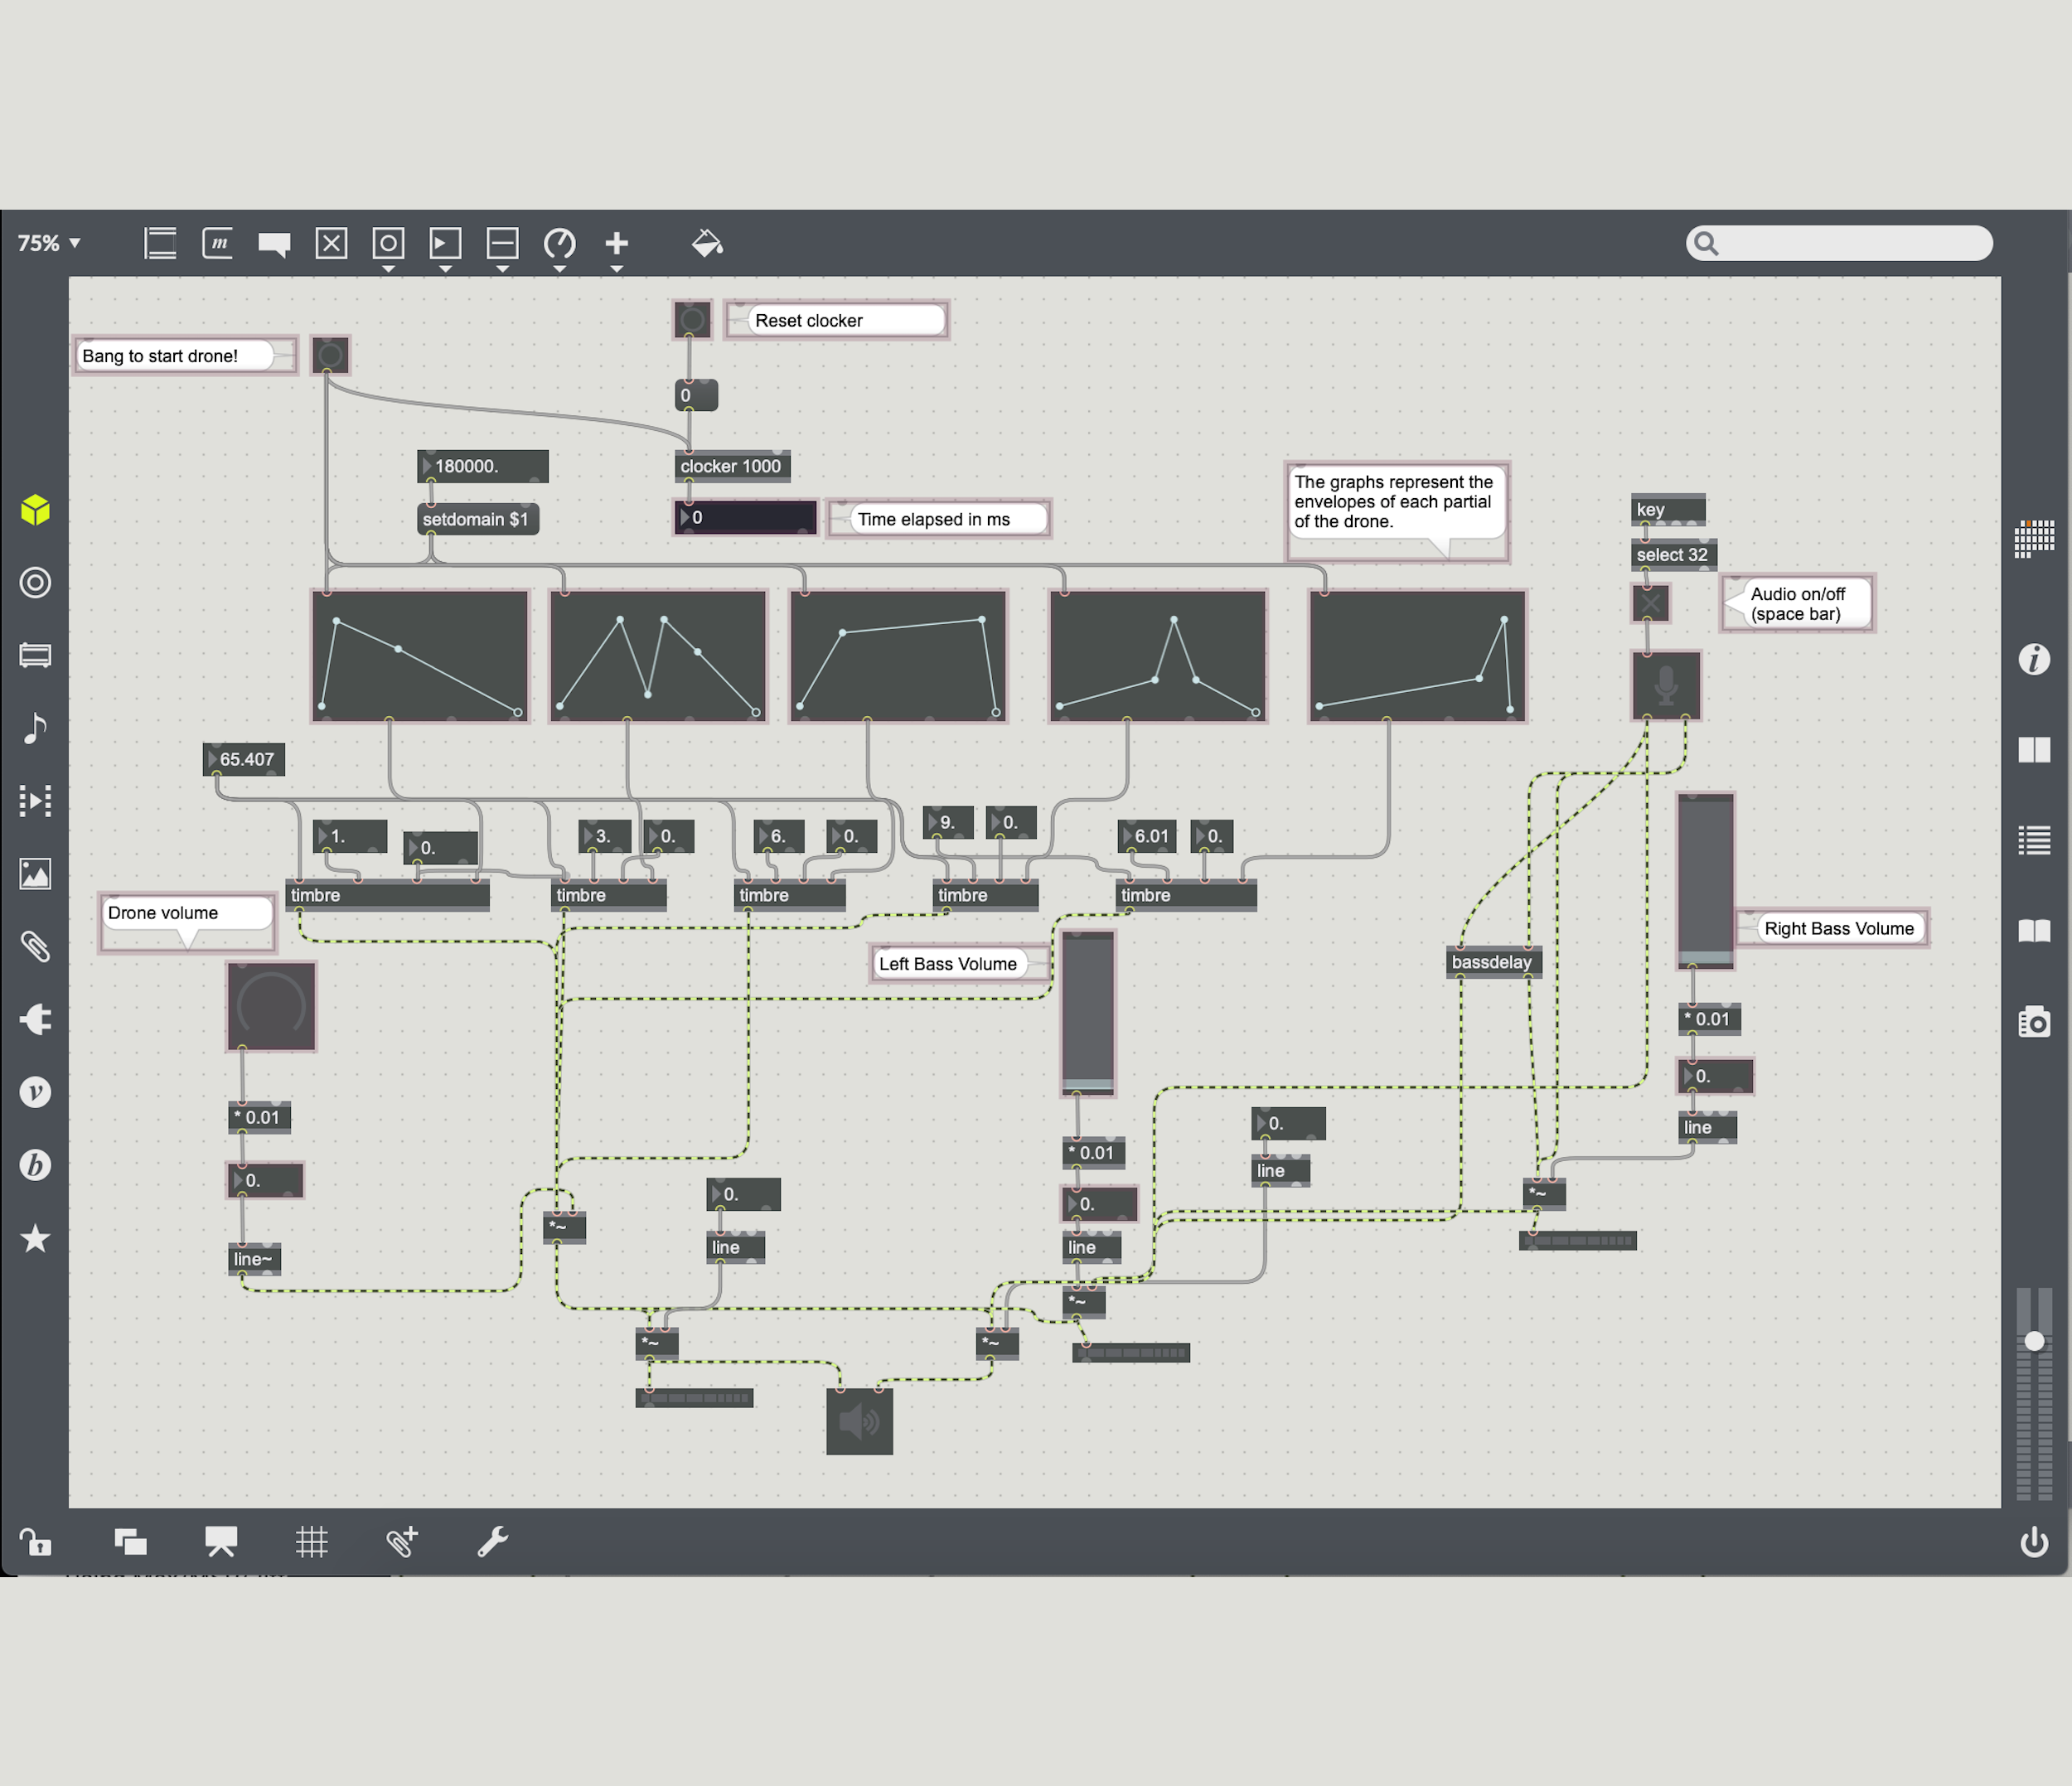 75%
m
Reset clocker
Bang to start drone!
0
180000.
clocker 1000
setdomain $1
0
Time elapsed in ms
The graphs represent the
envelopes of each partial
of the drone.
key
select 32
Audio on/off
(space bar)
65.407
1.
0.
3.
0.
6.
0.
9.
0.
6.01
0.
timbre
timbre
timbre
timbre
timbre
Drone volume
Left Bass Volume
bassdelay
Right Bass Volume
* 0.01
0.
line
* 0.01
0.
line~
*~
0.
line
* 0.01
0.
line
0.
line
*~
*~
*~
*~
i
v
b